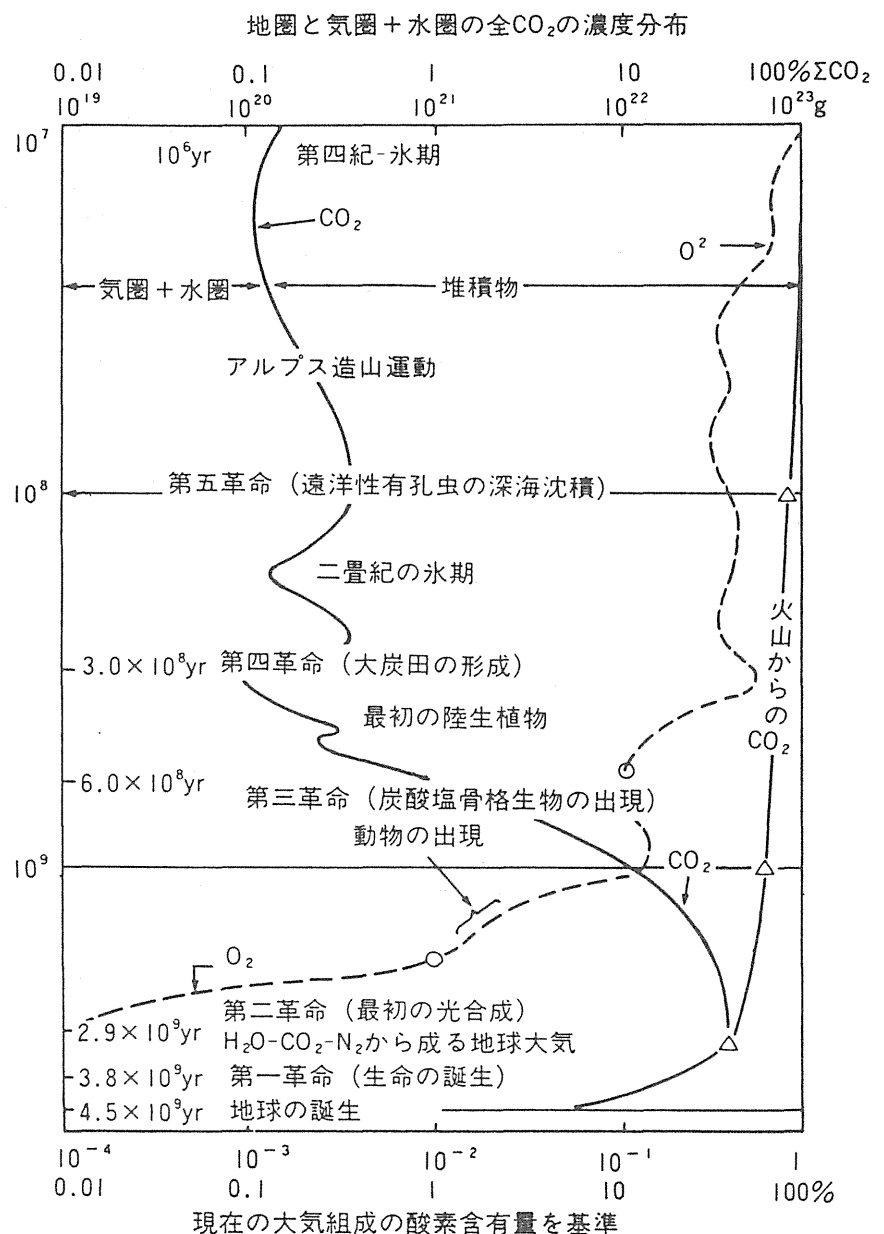 地圏と気圏+水圏の全CO₂の濃度分布
0.01 0.1 1 10 100%ΣCO₂
10¹⁹ 10²⁰ 10²¹ 10²² 10²³g
10⁷
10⁶yr 第四紀-氷期
CO₂
O²
気圏+水圏 堆積物
アルプス造山運動
10⁸
第五革命(遠洋性有孔虫の深海沈積)
二畳紀の氷期
火山からのCO₂
3.0×10⁸yr 第四革命(大炭田の形成)
最初の陸生植物
6.0×10⁸yr
第三革命(炭酸塩骨格生物の出現)
動物の出現
10⁹
CO₂
O₂
第二革命(最初の光合成)
2.9×10⁹yr H₂O-CO₂-N₂から成る地球大気
3.8×10⁹yr 第一革命(生命の誕生)
4.5×10⁹yr 地球の誕生
10⁻⁴ 10⁻³ 10⁻² 10⁻¹ 1
0.01 0.1 1 10 100%
現在の大気組成の酸素含有量を基準